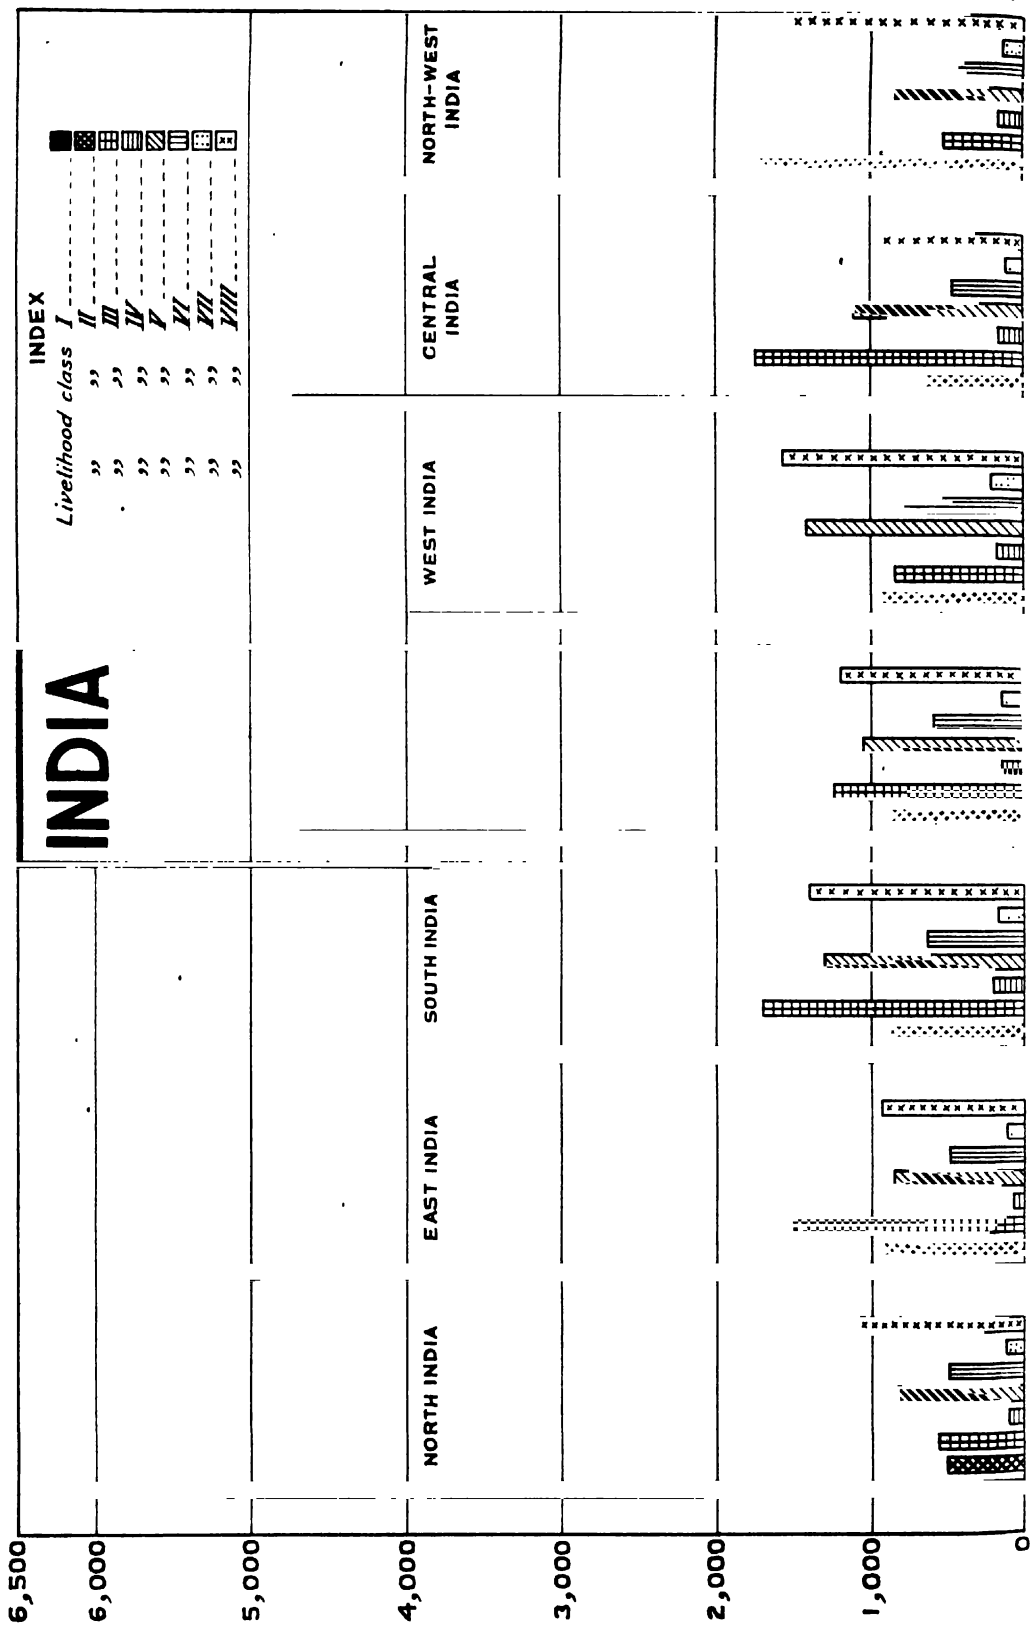 INDIA
INDEX
Livelihood class I
” ” II
” ” III
” ” IV
” ” V
” ” VI
” ” VII
” ” VIII
6,500
6,000
5,000
4,000
3,000
2,000
1,000
0
NORTH INDIA
EAST INDIA
SOUTH INDIA
WEST INDIA
CENTRAL
INDIA
NORTH-WEST
INDIA